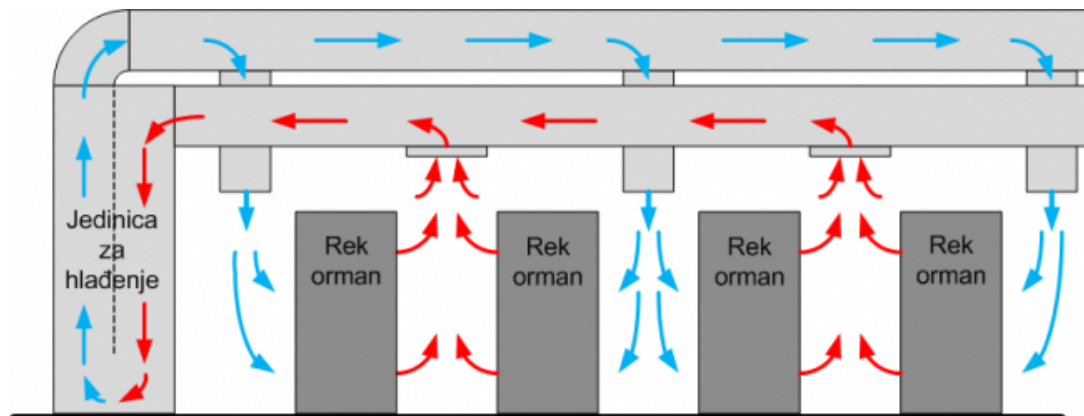 Jedinica
za
hlađenje
Rek
orman
Rek
orman
Rek
orman
Rek
orman